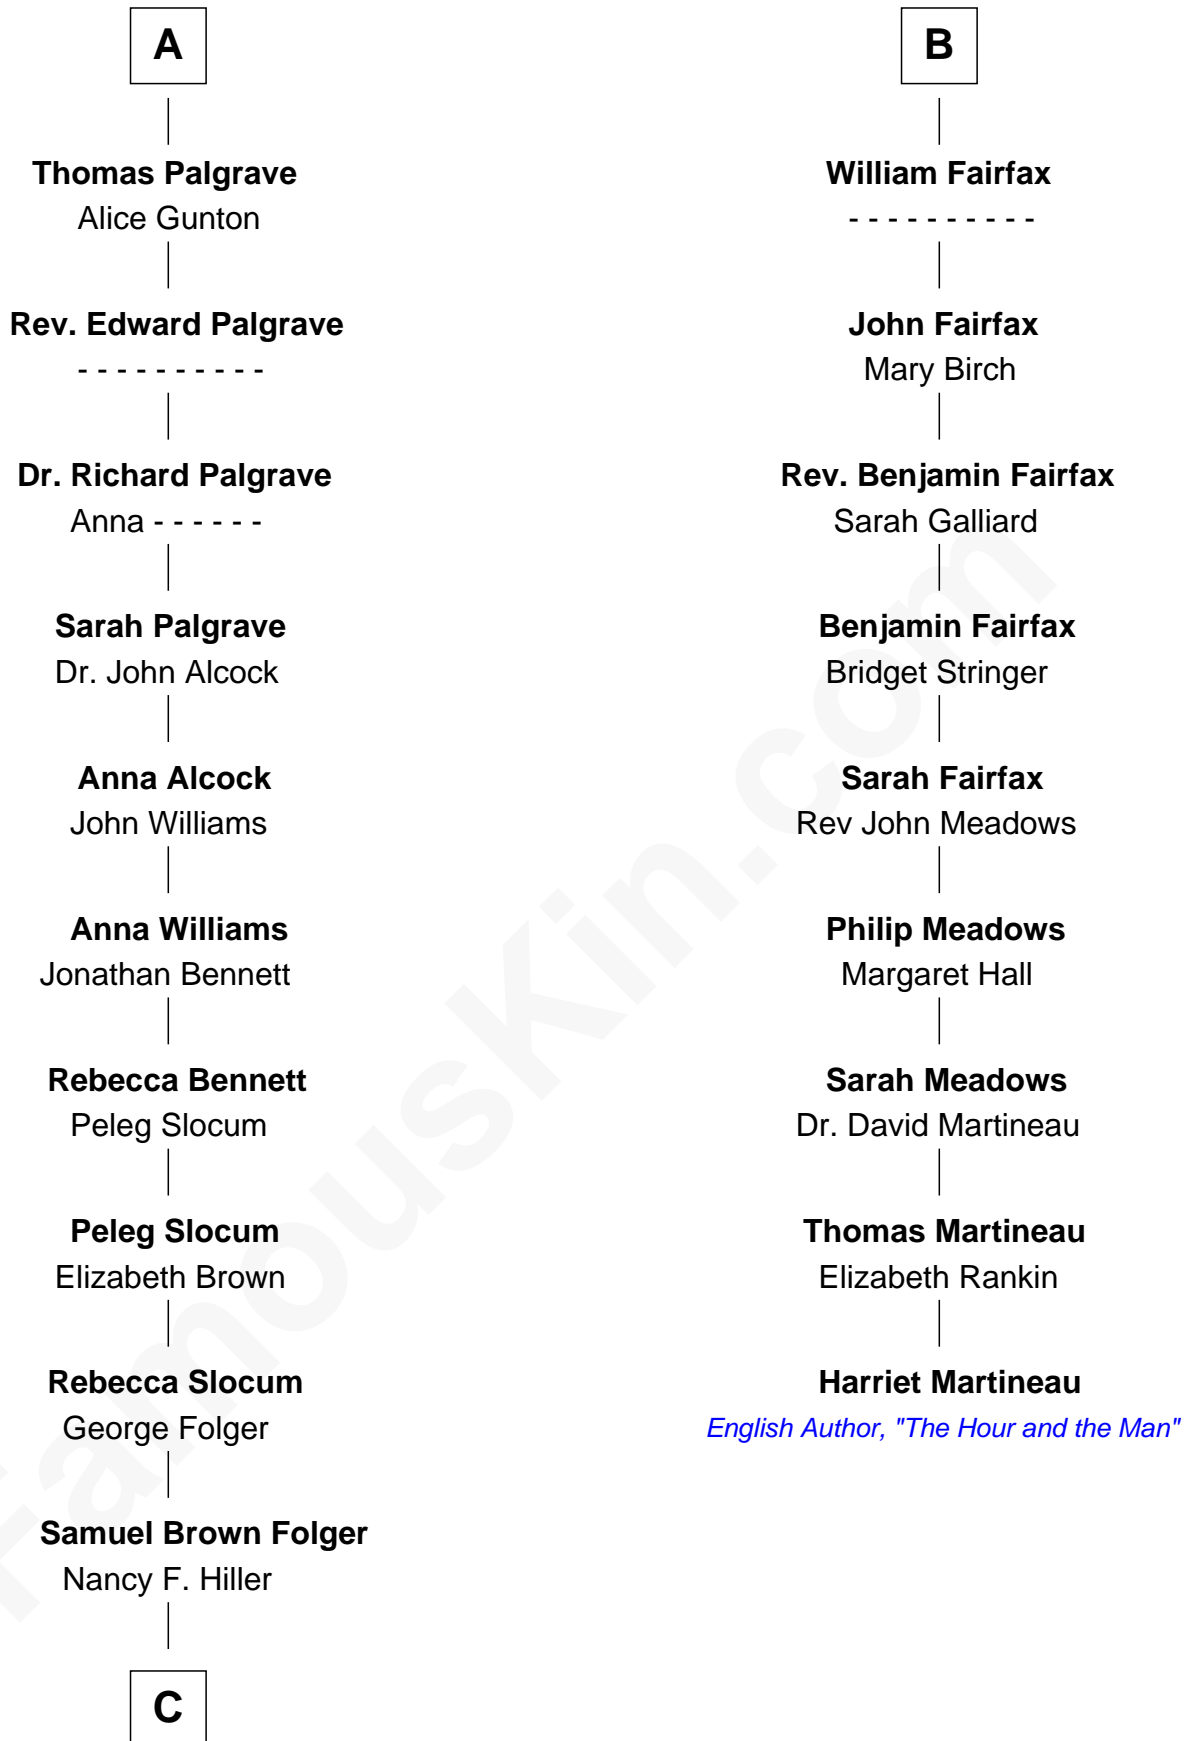 A
Thomas Palgrave
Alice Gunton
Rev. Edward Palgrave
- - - - - - - - - -
Dr. Richard Palgrave
Anna - - - - - -
Sarah Palgrave
Dr. John Alcock
Anna Alcock
John Williams
Anna Williams
Jonathan Bennett
Rebecca Bennett
Peleg Slocum
Peleg Slocum
Elizabeth Brown
Rebecca Slocum
George Folger
Samuel Brown Folger
Nancy F. Hiller
C
B
William Fairfax
- - - - - - - - - -
John Fairfax
Mary Birch
Rev. Benjamin Fairfax
Sarah Galliard
Benjamin Fairfax
Bridget Stringer
Sarah Fairfax
Rev John Meadows
Philip Meadows
Margaret Hall
Sarah Meadows
Dr. David Martineau
Thomas Martineau
Elizabeth Rankin
Harriet Martineau
English Author, "The Hour and the Man"
FamousKin.com